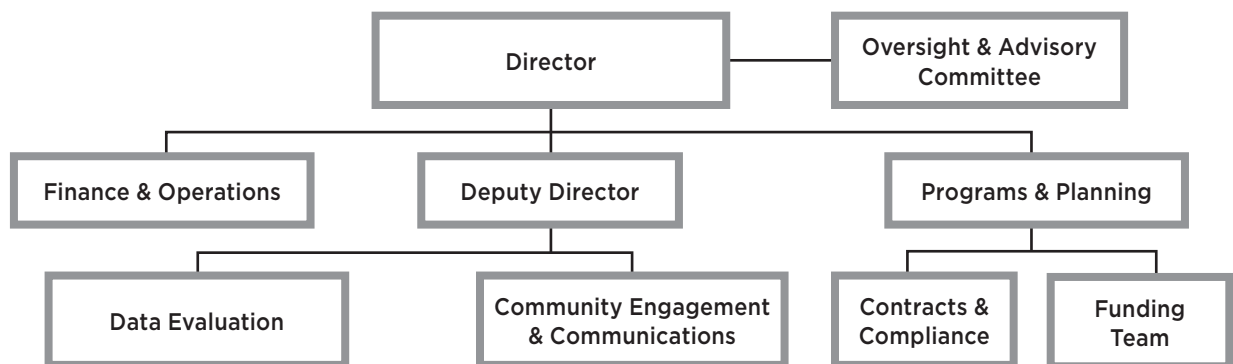 Director
Oversight & Advisory
Committee
Finance & Operations
Deputy Director
Programs & Planning
Data Evaluation
Community Engagement
& Communications
Contracts &
Compliance
Funding
Team